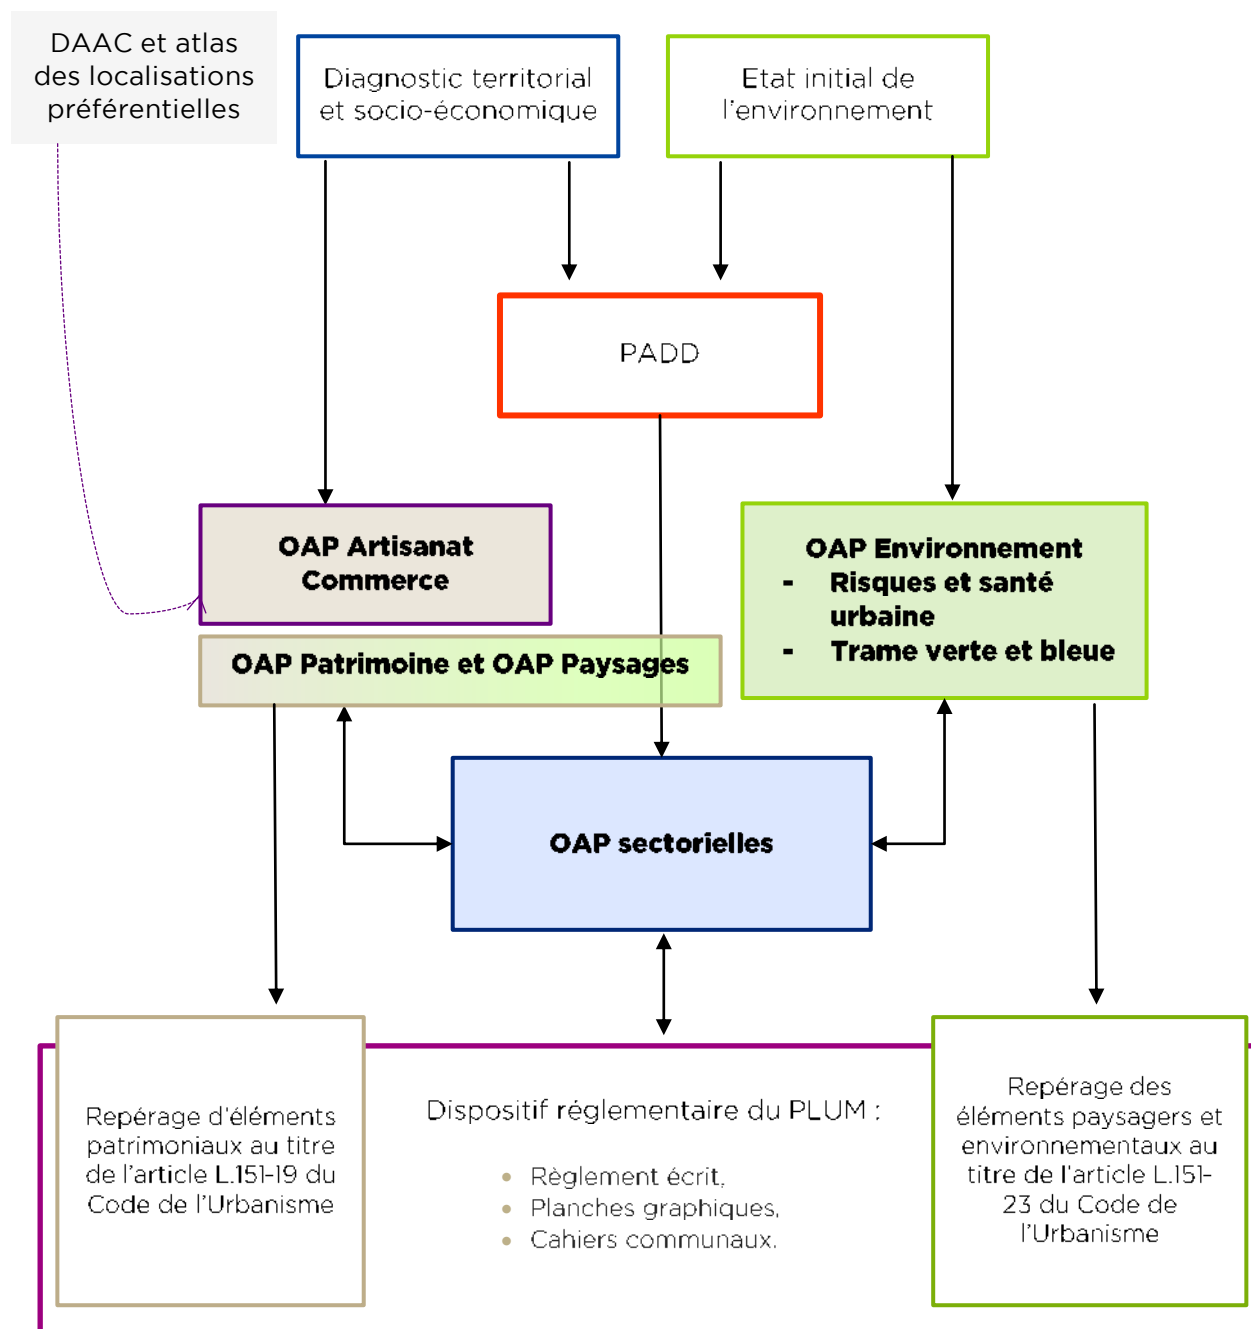 DAAC et atlas
des localisations
préférentielles
Diagnostic territorial
et socio-économique
Etat initial de
l'environnement
PADD
OAP Artisanat
Commerce
OAP Environnement
- Risques et santé
urbaine
- Trame verte et bleue
OAP Patrimoine et OAP Paysages
OAP sectorielles
Repérage d'éléments
patrimoniaux au titre
de l'article L.151-19 du
Code de l'Urbanisme
Dispositif réglementaire du PLUM :
• Règlement écrit,
• Planches graphiques,
• Cahiers communaux.
Repérage des
éléments paysagers et
environnementaux au
titre de l'article L.151-
23 du Code de
l'Urbanisme